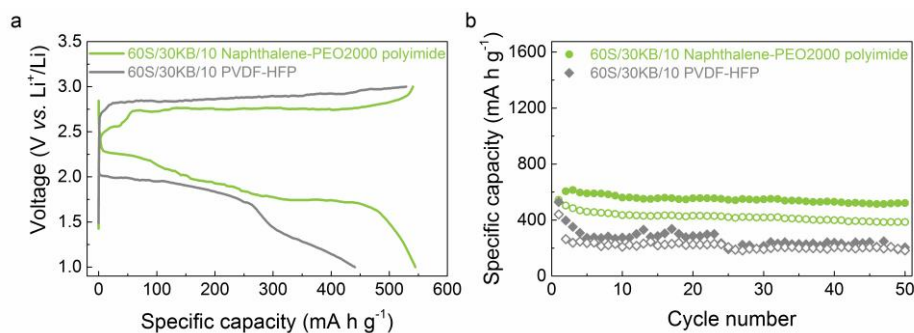 a
3.5
3.0
2.5
2.0
1.5
1.0
Voltage (V vs. Li⁺/Li)
60S/30KB/10 Naphthalene-PEO2000 polyimide
60S/30KB/10 PVDF-HFP
0 100 200 300 400 500 600
Specific capacity (mA h g⁻¹)
b
1600
1200
800
400
0
Specific capacity (mA h g⁻¹)
60S/30KB/10 Naphthalene-PEO2000 polyimide
60S/30KB/10 PVDF-HFP
0 10 20 30 40 50
Cycle number